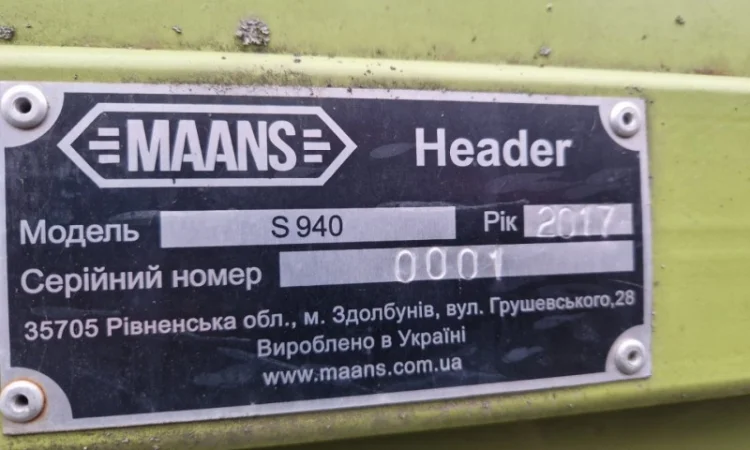 MAANS Header
Модель S 940 Рік 2017
Серійний номер 0001
35705 Рівненська обл., м. Здолбунів, вул. Грушевського,28
Вироблено в Україні
www.maans.com.ua